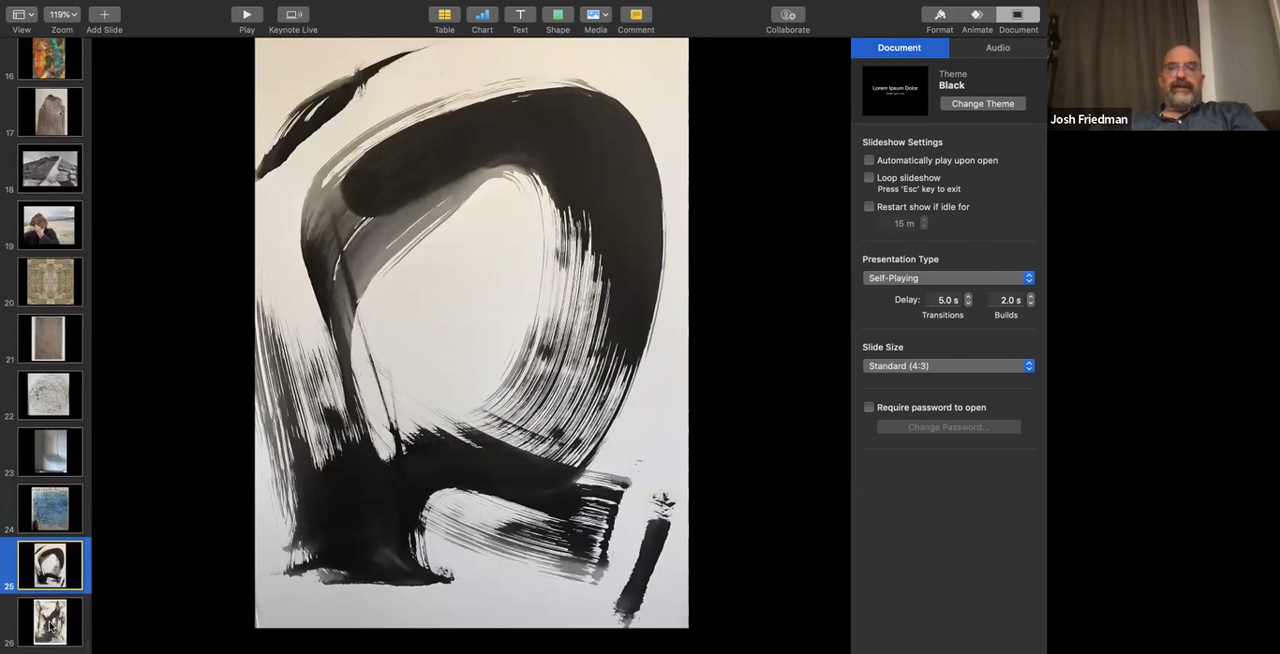 119%
View
Zoom
Add Slide
Play
Keynote Live
Table
Chart
Text
Shape
Media
Comment
Collaborate
Format
Animate
Document
Document
Audio
Theme
Lorem Ipsum Dolor
Black
Change Theme
Josh Friedman
Slideshow Settings
Automatically play upon open
Loop slideshow
Press 'Esc' key to exit
Restart show if idle for
15 m
Presentation Type
Self-Playing
Delay:
5.0 s
2.0 s
Transitions
Builds
Slide Size
Standard (4:3)
Require password to open
Change Password...
16
17
18
19
20
21
22
23
24
25
26